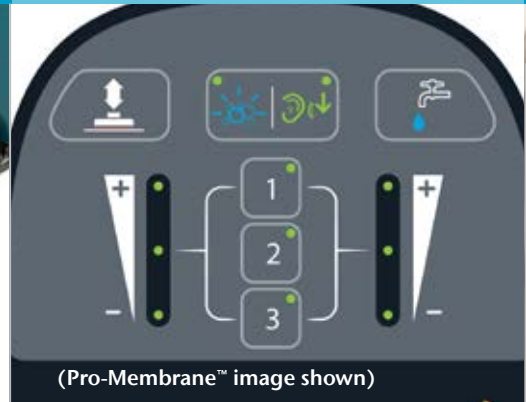 + 1 +
2
- 3 -
(Pro-Membrane™ image shown)